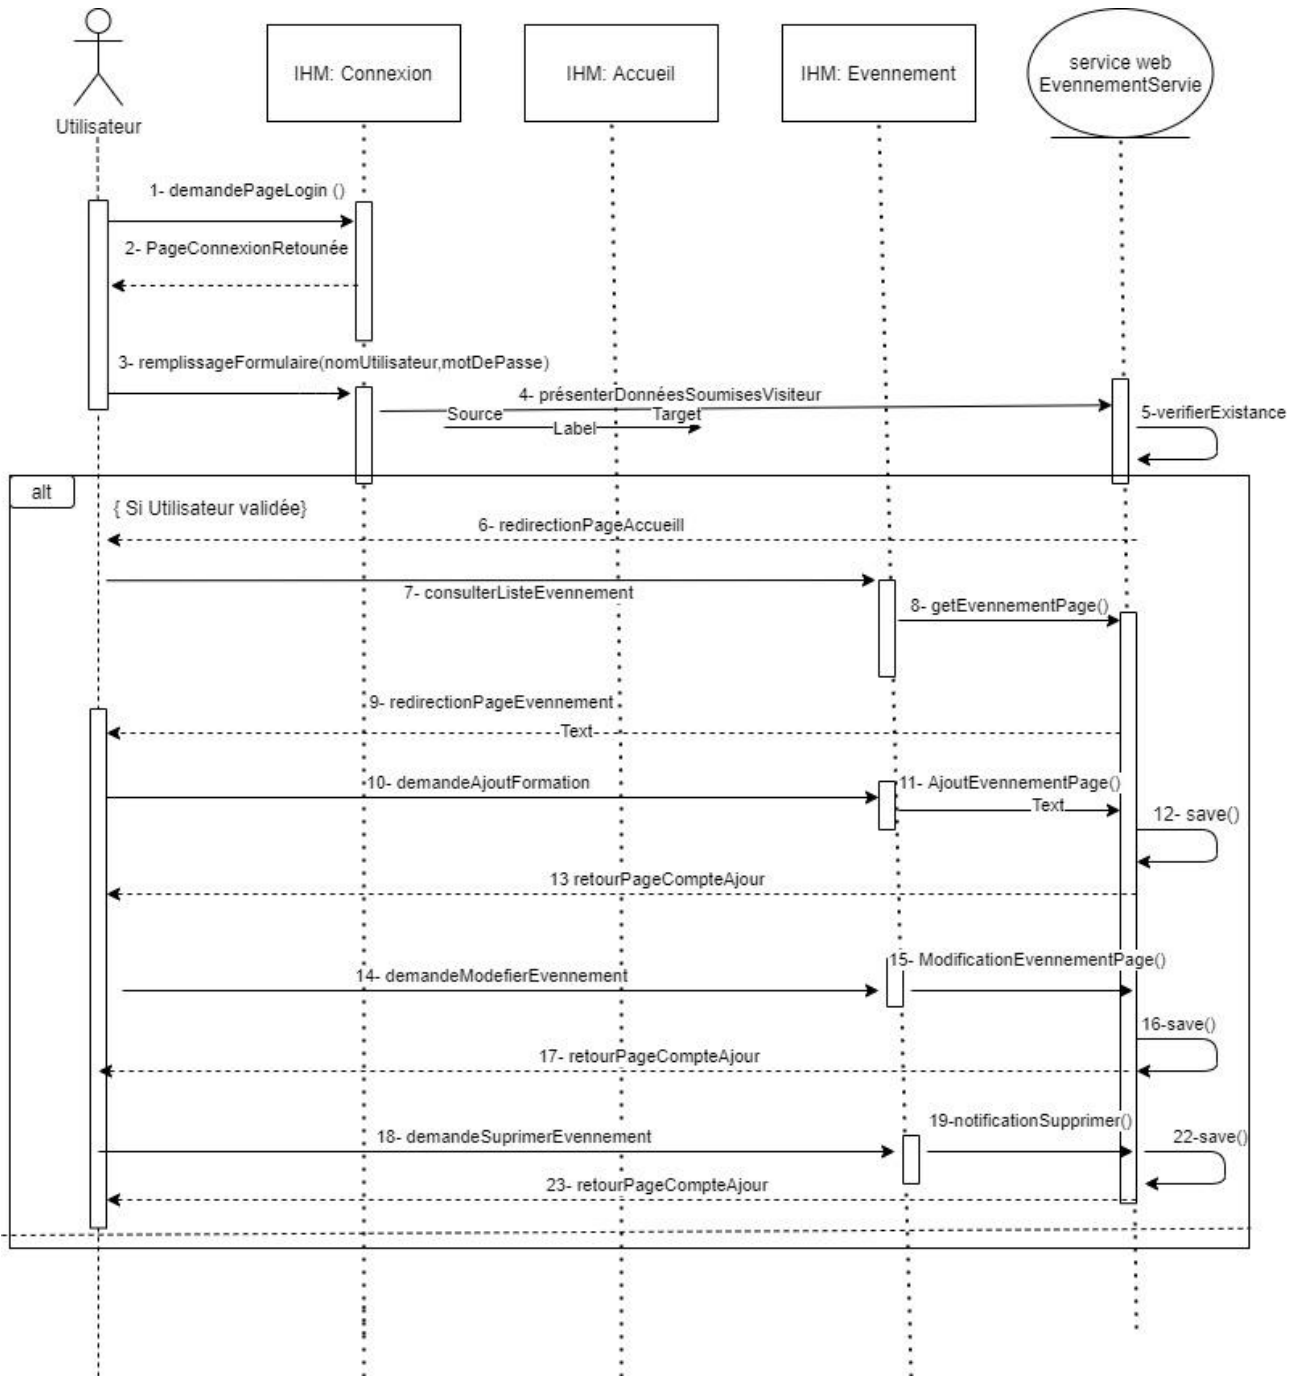 Utilisateur
IHM: Connexion
IHM: Accueil
IHM: Evennement
service web
EvennementServie
1- demandePageLogin ()
2- PageConnexionRetounée
3- remplissageFormulaire(nomUtilisateur,motDePasse)
4- présenterDonnéesSoumisesVisiteur
Source
Target
Label
5-verifierExistance
alt
{ Si Utilisateur validée}
6- redirectionPageAccueill
7- consulterListeEvennement
8- getEvennementPage()
9- redirectionPageEvennement
Text
10- demandeAjoutFormation
11- AjoutEvennementPage()
Text
12- save()
13 retourPageCompteAjour
14- demandeModefierEvennement
15- ModificationEvennementPage()
16-save()
17- retourPageCompteAjour
18- demandeSuprimerEvennement
19-notificationSupprimer()
22-save()
23- retourPageCompteAjour